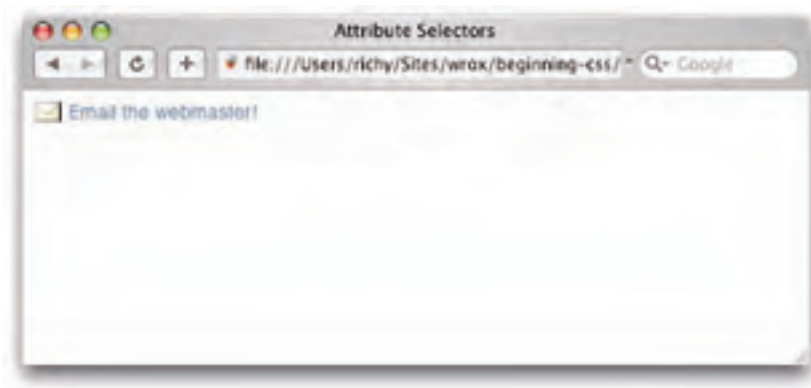 Attribute Selectors
file:///Users/richy/Sites/wrox/beginning-css/
Google
Email the webmaster!